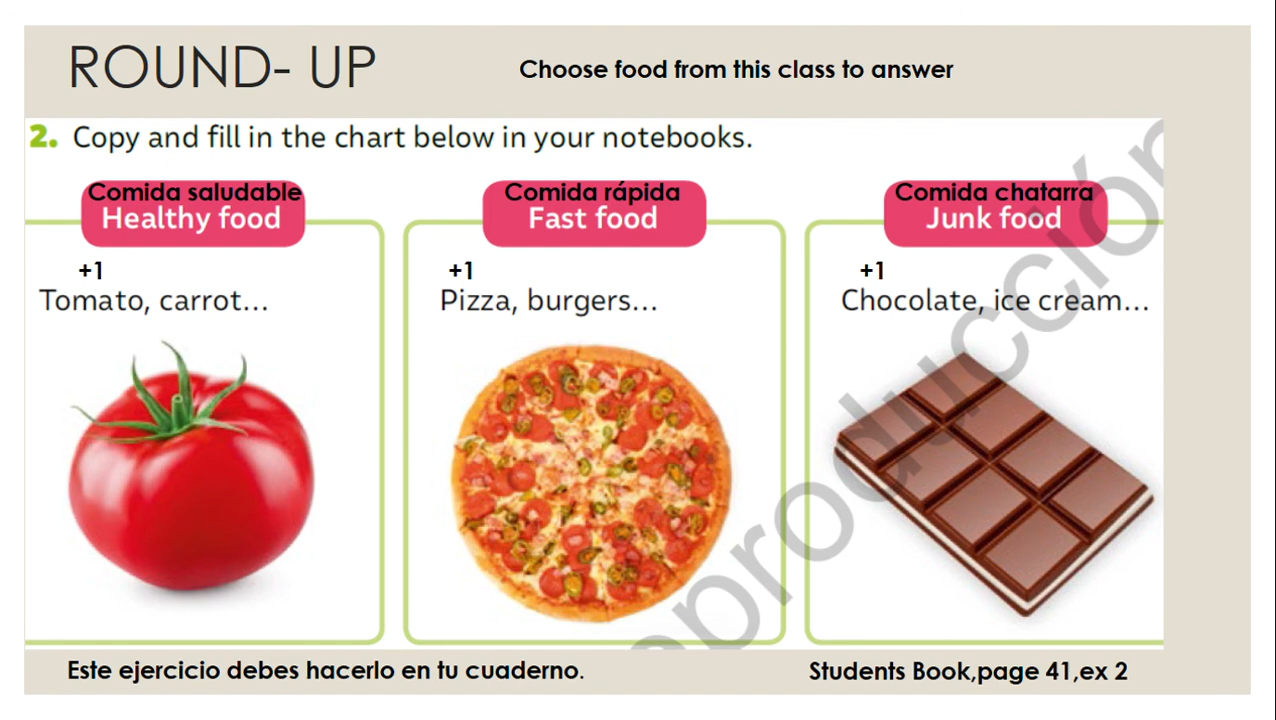 ROUND- UP
Choose food from this class to answer
2. Copy and fill in the chart below in your notebooks.
Comida saludable
Healthy food
+1
Tomato, carrot...
Comida rápida
Fast food
+1
Pizza, burgers...
Comida chatarra
Junk food
+1
Chocolate, ice cream...
producción
Este ejercicio debes hacerlo en tu cuaderno.
Students Book,page 41,ex 2